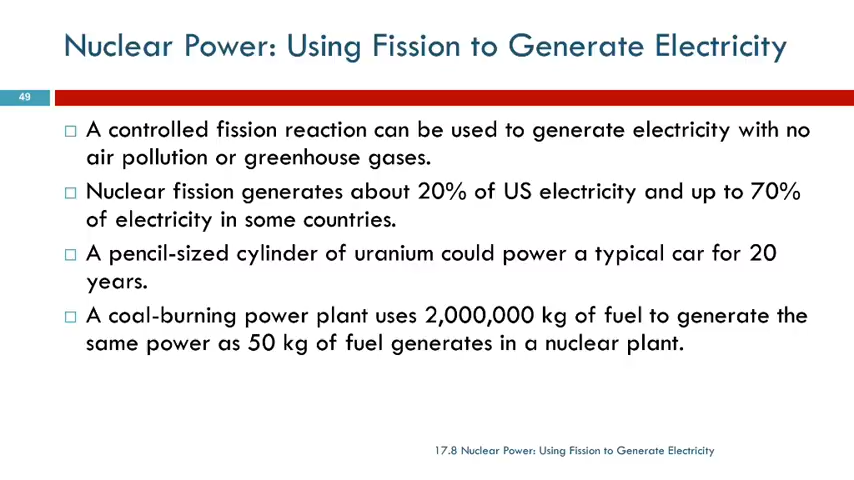 Nuclear Power: Using Fission to Generate Electricity
49
A controlled fission reaction can be used to generate electricity with no
air pollution or greenhouse gases.
Nuclear fission generates about 20% of US electricity and up to 70%
of electricity in some countries.
A pencil-sized cylinder of uranium could power a typical car for 20
years.
A coal-burning power plant uses 2,000,000 kg of fuel to generate the
same power as 50 kg of fuel generates in a nuclear plant.
17.8 Nuclear Power: Using Fission to Generate Electricity